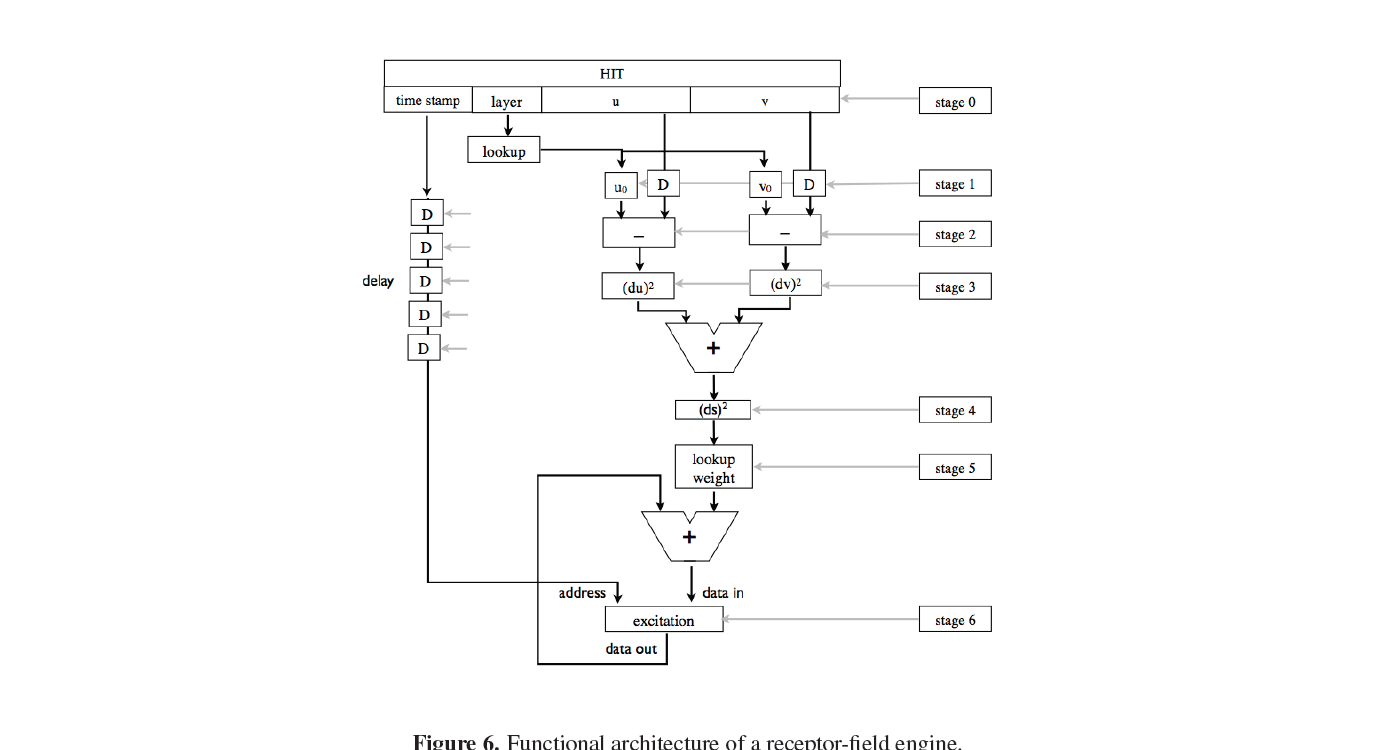 HIT
time stamp
layer
u
v
stage 0
lookup
u₀
D
v₀
D
stage 1
D
–
–
stage 2
D
delay
D
(du)²
(dv)²
stage 3
D
D
+
(ds)²
stage 4
lookup
weight
stage 5
+
address
data in
excitation
stage 6
data out
Figure 6. Functional architecture of a receptor-field engine.